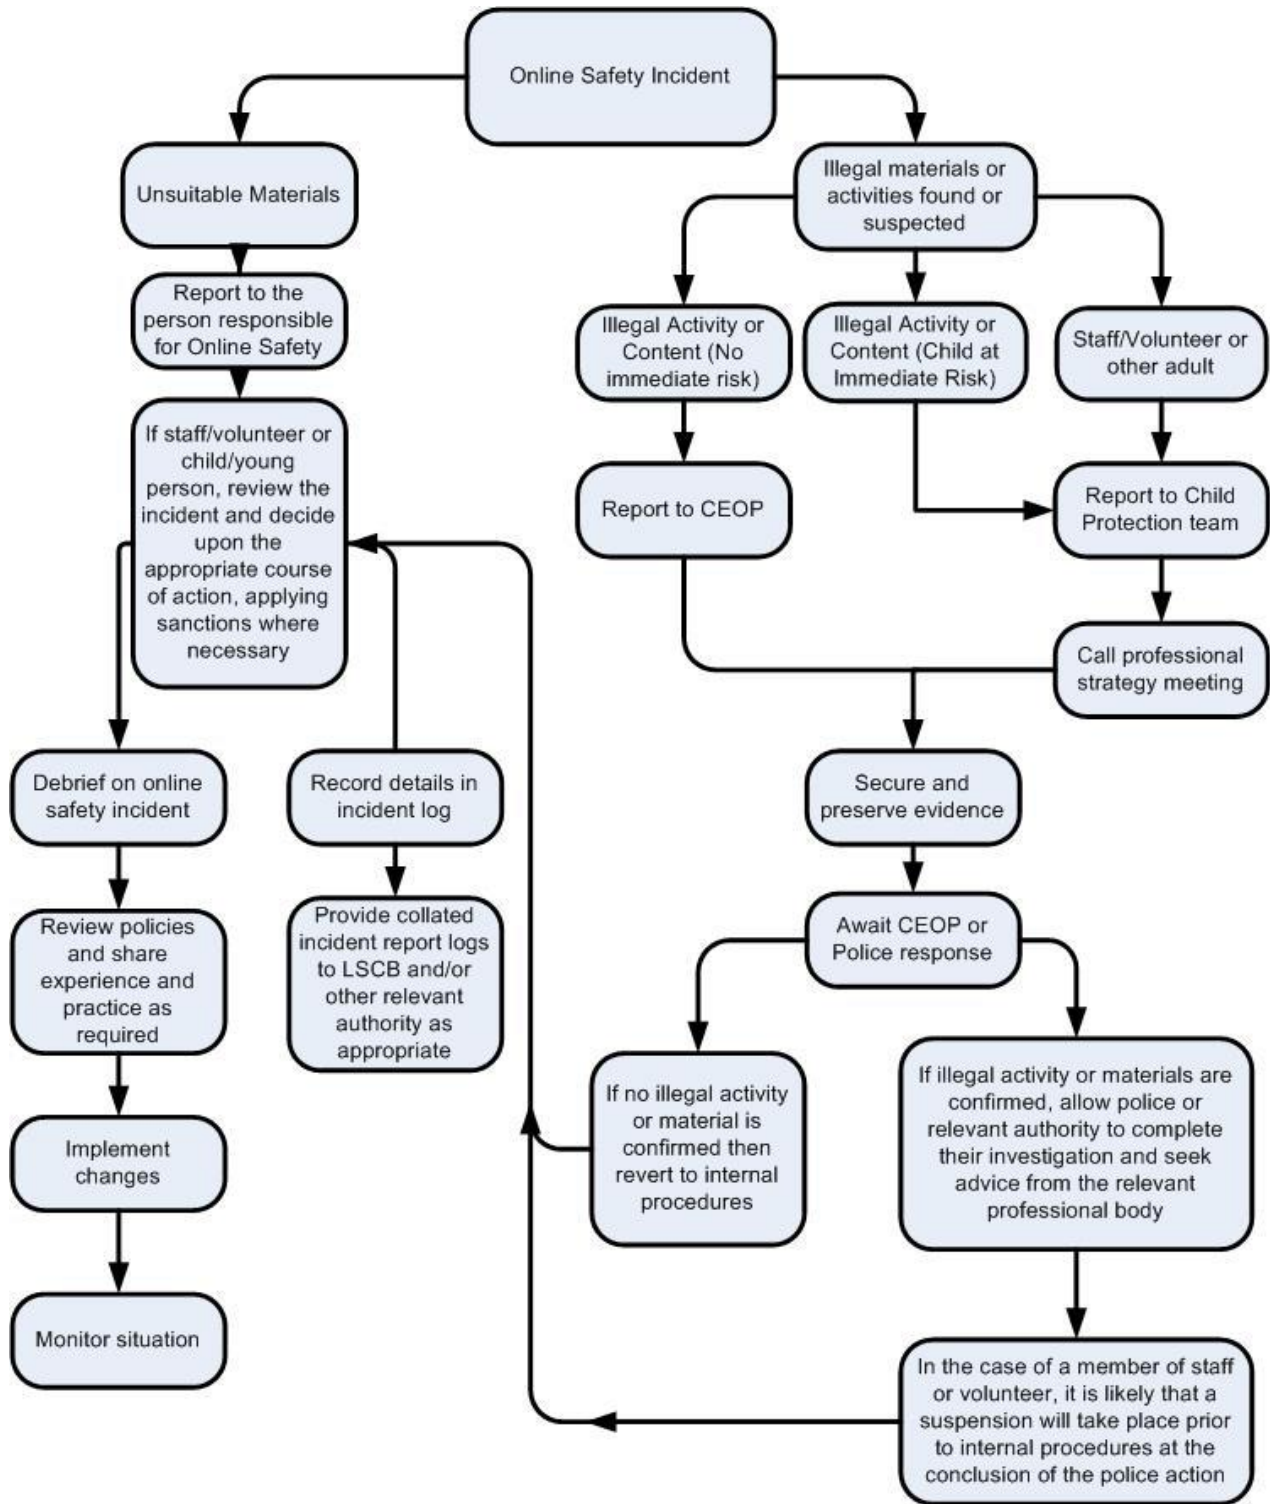 Online Safety Incident
Unsuitable Materials
Illegal materials or
activities found or
suspected
Report to the
person responsible
for Online Safety
Illegal Activity or
Content (No
immediate risk)
Illegal Activity or
Content (Child at
Immediate Risk)
Staff/Volunteer or
other adult
If staff/volunteer or
child/young
person, review the
incident and decide
upon the
appropriate course
of action, applying
sanctions where
necessary
Report to CEOP
Report to Child
Protection team
Call professional
strategy meeting
Debrief on online
safety incident
Record details in
incident log
Secure and
preserve evidence
Review policies
and share
experience and
practice as
required
Provide collated
incident report logs
to LSCB and/or
other relevant
authority as
appropriate
Await CEOP or
Police response
If no illegal activity
or material is
confirmed then
revert to internal
procedures
If illegal activity or materials are
confirmed, allow police or
relevant authority to complete
their investigation and seek
advice from the relevant
professional body
Implement
changes
Monitor situation
In the case of a member of staff
or volunteer, it is likely that a
suspension will take place prior
to internal procedures at the
conclusion of the police action